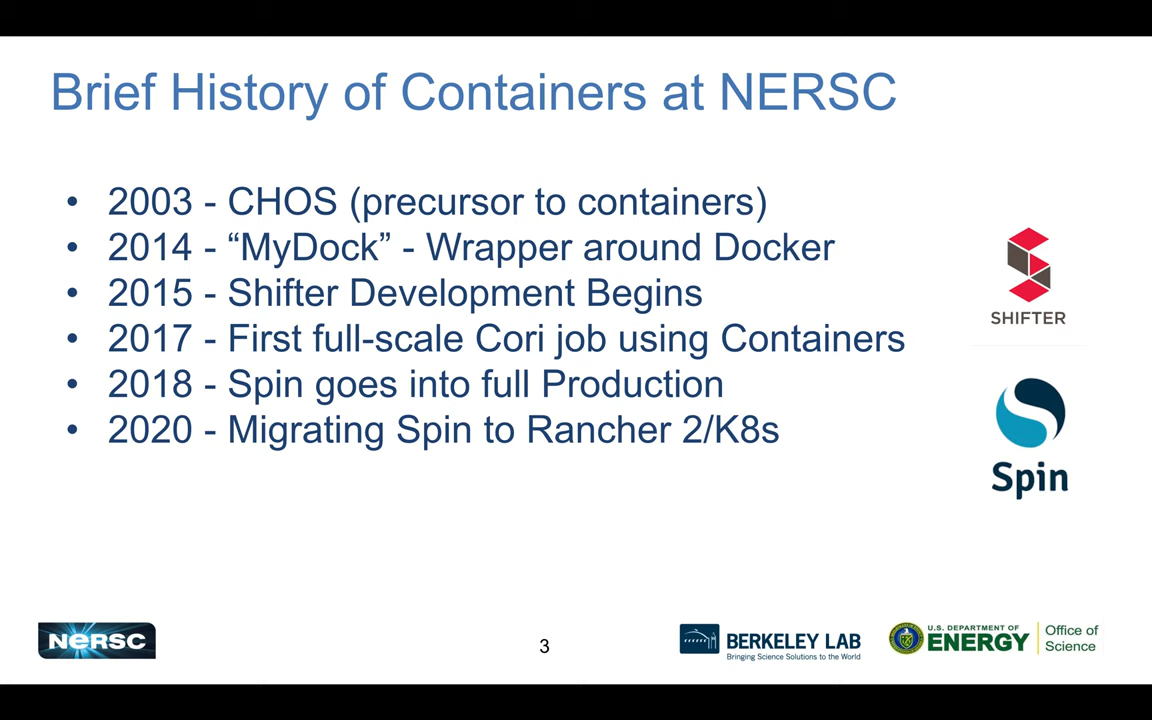 Brief History of Containers at NERSC
• 2003 - CHOS (precursor to containers)
• 2014 - “MyDock” - Wrapper around Docker
• 2015 - Shifter Development Begins
• 2017 - First full-scale Cori job using Containers
• 2018 - Spin goes into full Production
• 2020 - Migrating Spin to Rancher 2/K8s
SHIFTER
Spin
NERSC
3
BERKELEY LAB
Bringing Science Solutions to the World
U.S. DEPARTMENT OF
ENERGY
Office of
Science